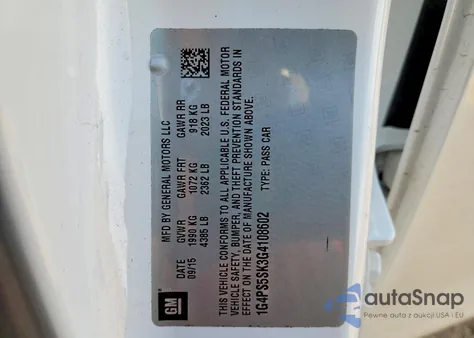 MFD BY GENERAL MOTORS LLC
DATE GVWR GAWR FRT GAWR RR
09/15 1990 KG 1072 KG 918 KG
4385 LB 2362 LB 2023 LB
THIS VEHICLE CONFORMS TO ALL APPLICABLE U.S. FEDERAL MOTOR
VEHICLE SAFETY, BUMPER, AND THEFT PREVENTION STANDARDS IN
EFFECT ON THE DATE OF MANUFACTURE SHOWN ABOVE.
1G4PS5SK3G4108602 TYPE: PASS CAR
GM
autoSnap
Pewne auta z aukcji USA i EU